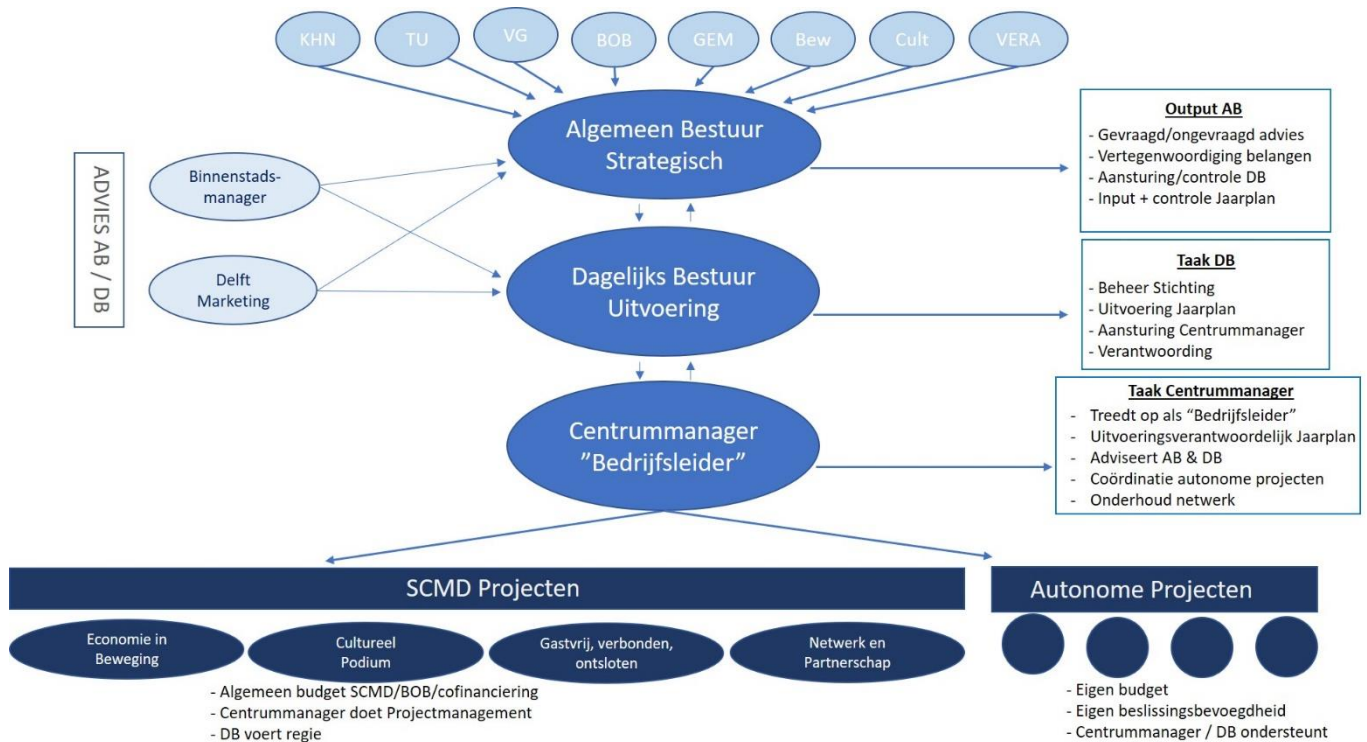 KHN
TU
VG
BOB
GEM
Bew
Cult
VERA
Algemeen Bestuur
Strategisch
Output AB
- Gevraagd/ongevraagd advies
- Vertegenwoordiging belangen
- Aansturing/controle DB
- Input + controle Jaarplan
ADVIES AB / DB
Binnenstads-
manager
Delft
Marketing
Dagelijks Bestuur
Uitvoering
Taak DB
- Beheer Stichting
- Uitvoering Jaarplan
- Aansturing Centrummanager
- Verantwoording
Centrummanager
”Bedrijfsleider”
Taak Centrummanager
- Treedt op als “Bedrijfsleider”
- Uitvoeringsverantwoordelijk Jaarplan
- Adviseert AB & DB
- Coördinatie autonome projecten
- Onderhoud netwerk
SCMD Projecten
Economie in
Beweging
Cultureel
Podium
Gastvrij, verbonden,
ontsloten
Netwerk en
Partnerschap
- Algemeen budget SCMD/BOB/cofinanciering
- Centrummanager doet Projectmanagement
- DB voert regie
Autonome Projecten
- Eigen budget
- Eigen beslissingsbevoegdheid
- Centrummanager / DB ondersteunt